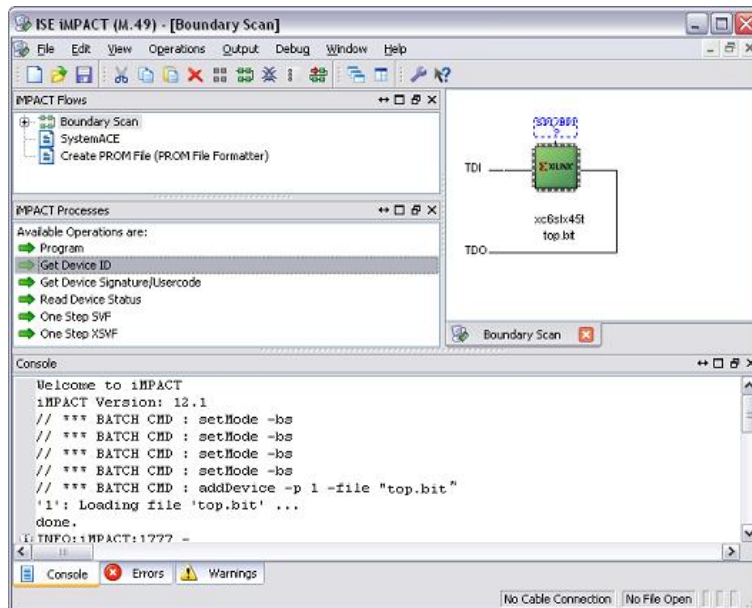 ISE iMPACT (M.49) - [Boundary Scan]
File Edit View Operations Output Debug Window Help
iMPACT Flows
Boundary Scan
SystemACE
Create PROM File (PROM File Formatter)
iMPACT Processes
Available Operations are:
Program
Get Device ID
Get Device Signature/Usercode
Read Device Status
One Step SVF
One Step XSVF
TDI
XILINX
xc6slx45t
top.bit
TDO
Boundary Scan
Console
Welcome to iMPACT
iMPACT Version: 12.1
// *** BATCH CMD : setMode -bs
// *** BATCH CMD : setMode -bs
// *** BATCH CMD : setMode -bs
// *** BATCH CMD : setMode -bs
// *** BATCH CMD : addDevice -p 1 -file "top.bit"
'1': Loading file 'top.bit' ...
done.
INFO:iMPACT:1777 -
Console Errors Warnings
No Cable Connection No File Open